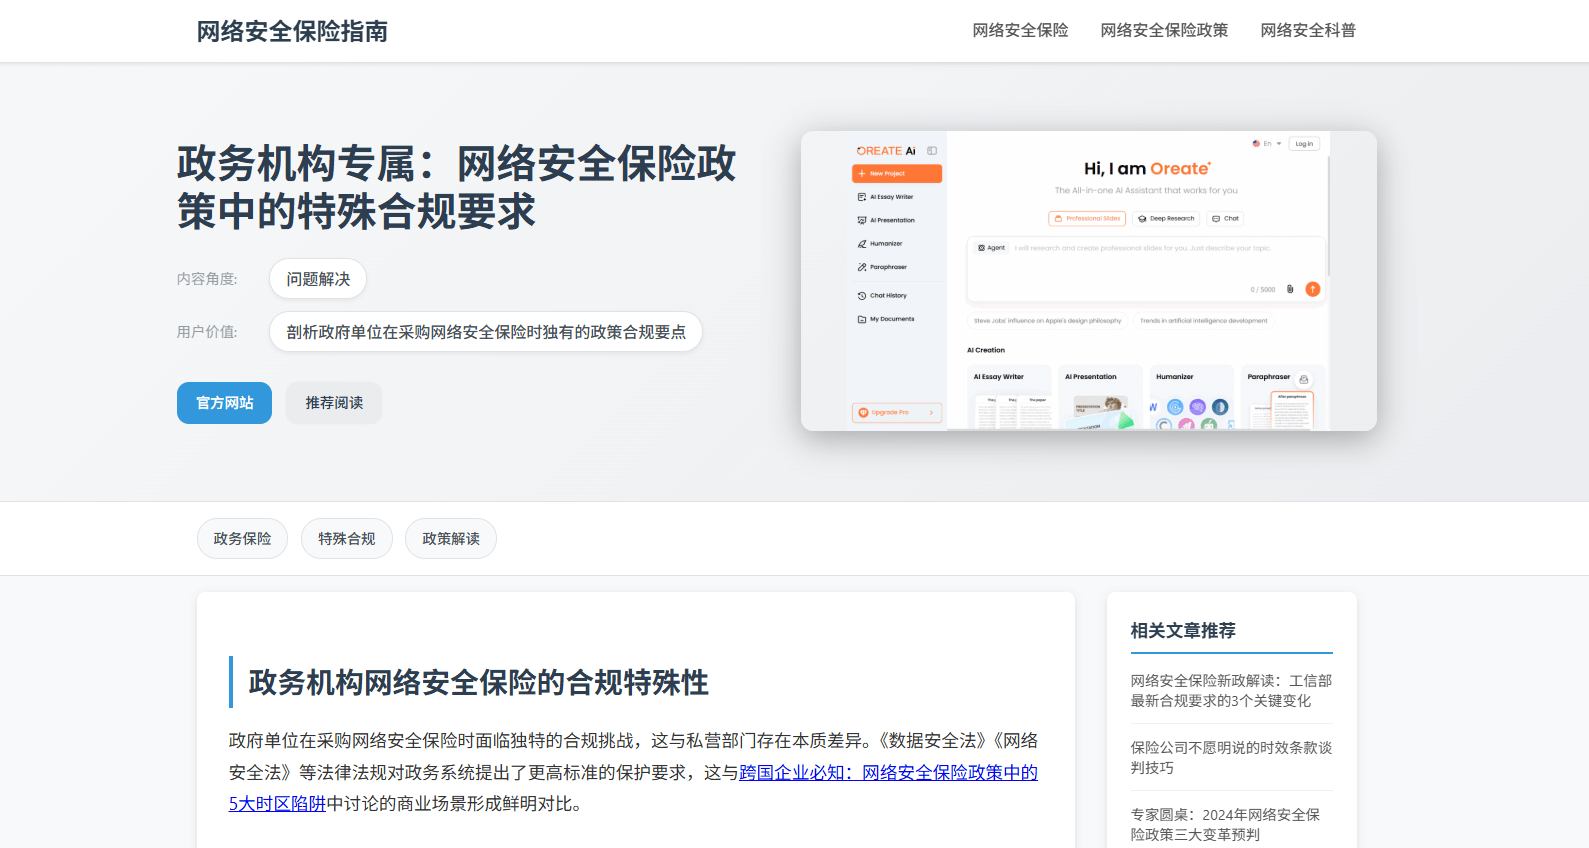 网络安全保险指南
网络安全保险
网络安全保险政策
网络安全科普
政务机构专属：网络安全保险政
策中的特殊合规要求
内容角度:
问题解决
用户价值:
剖析政府单位在采购网络安全保险时独有的政策合规要点
官方网站
推荐阅读
OREATE Ai
New Project
AI Essay Writer
AI Presentation
Humanizer
Paraphraser
Chat History
My Documents
Upgrade Pro
En
Log in
Hi, I am Oreate
The All-in-one AI Assistant that works for you
Professional Slides
Deep Research
Chat
Agent
I will research and create professional slides for you. Just describe your topic.
0 / 5000
Steve Jobs' influence on Apple's design philosophy
Trends in artificial intelligence development
AI Creation
AI Essay Writer
AI Presentation
Humanizer
Paraphraser
政务保险
特殊合规
政策解读
政务机构网络安全保险的合规特殊性
政府单位在采购网络安全保险时面临独特的合规挑战，这与私营部门存在本质差异。《数据安全法》《网络
安全法》等法律法规对政务系统提出了更高标准的保护要求，这与跨国企业必知：网络安全保险政策中的
5大时区陷阱中讨论的商业场景形成鲜明对比。
相关文章推荐
网络安全保险新政解读：工信部
最新合规要求的3个关键变化
保险公司不愿明说的时效条款谈
判技巧
专家圆桌：2024年网络安全保
险政策三大变革预判